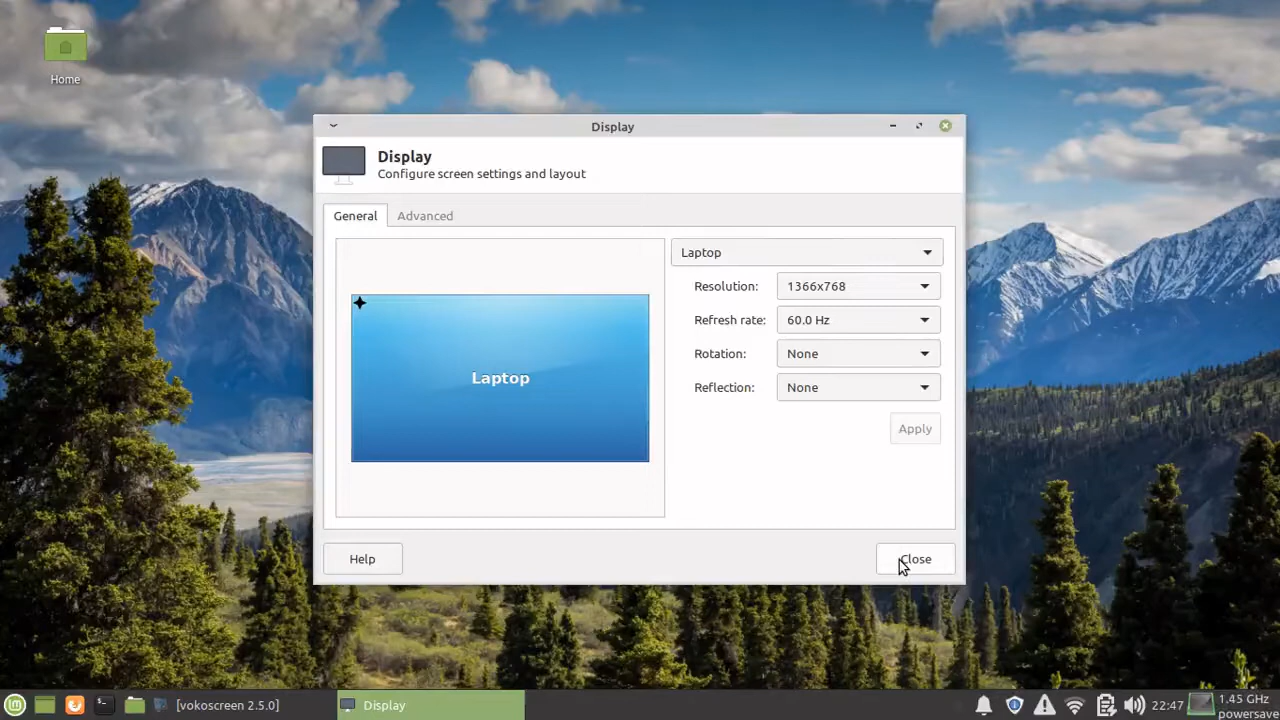 Home
Display
Display
Configure screen settings and layout
General Advanced
Laptop
Laptop
Resolution: 1366x768
Refresh rate: 60.0 Hz
Rotation: None
Reflection: None
Apply
Help Close
[vokoscreen 2.5.0] Display 22:47
1.45 GHz
powersave